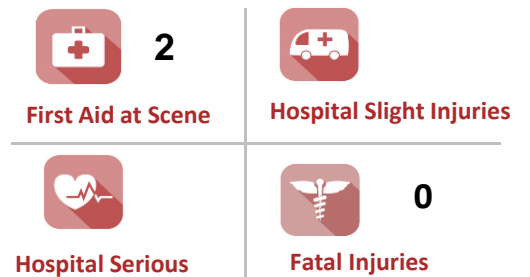 2
First Aid at Scene
Hospital Slight Injuries
0
Hospital Serious
Fatal Injuries